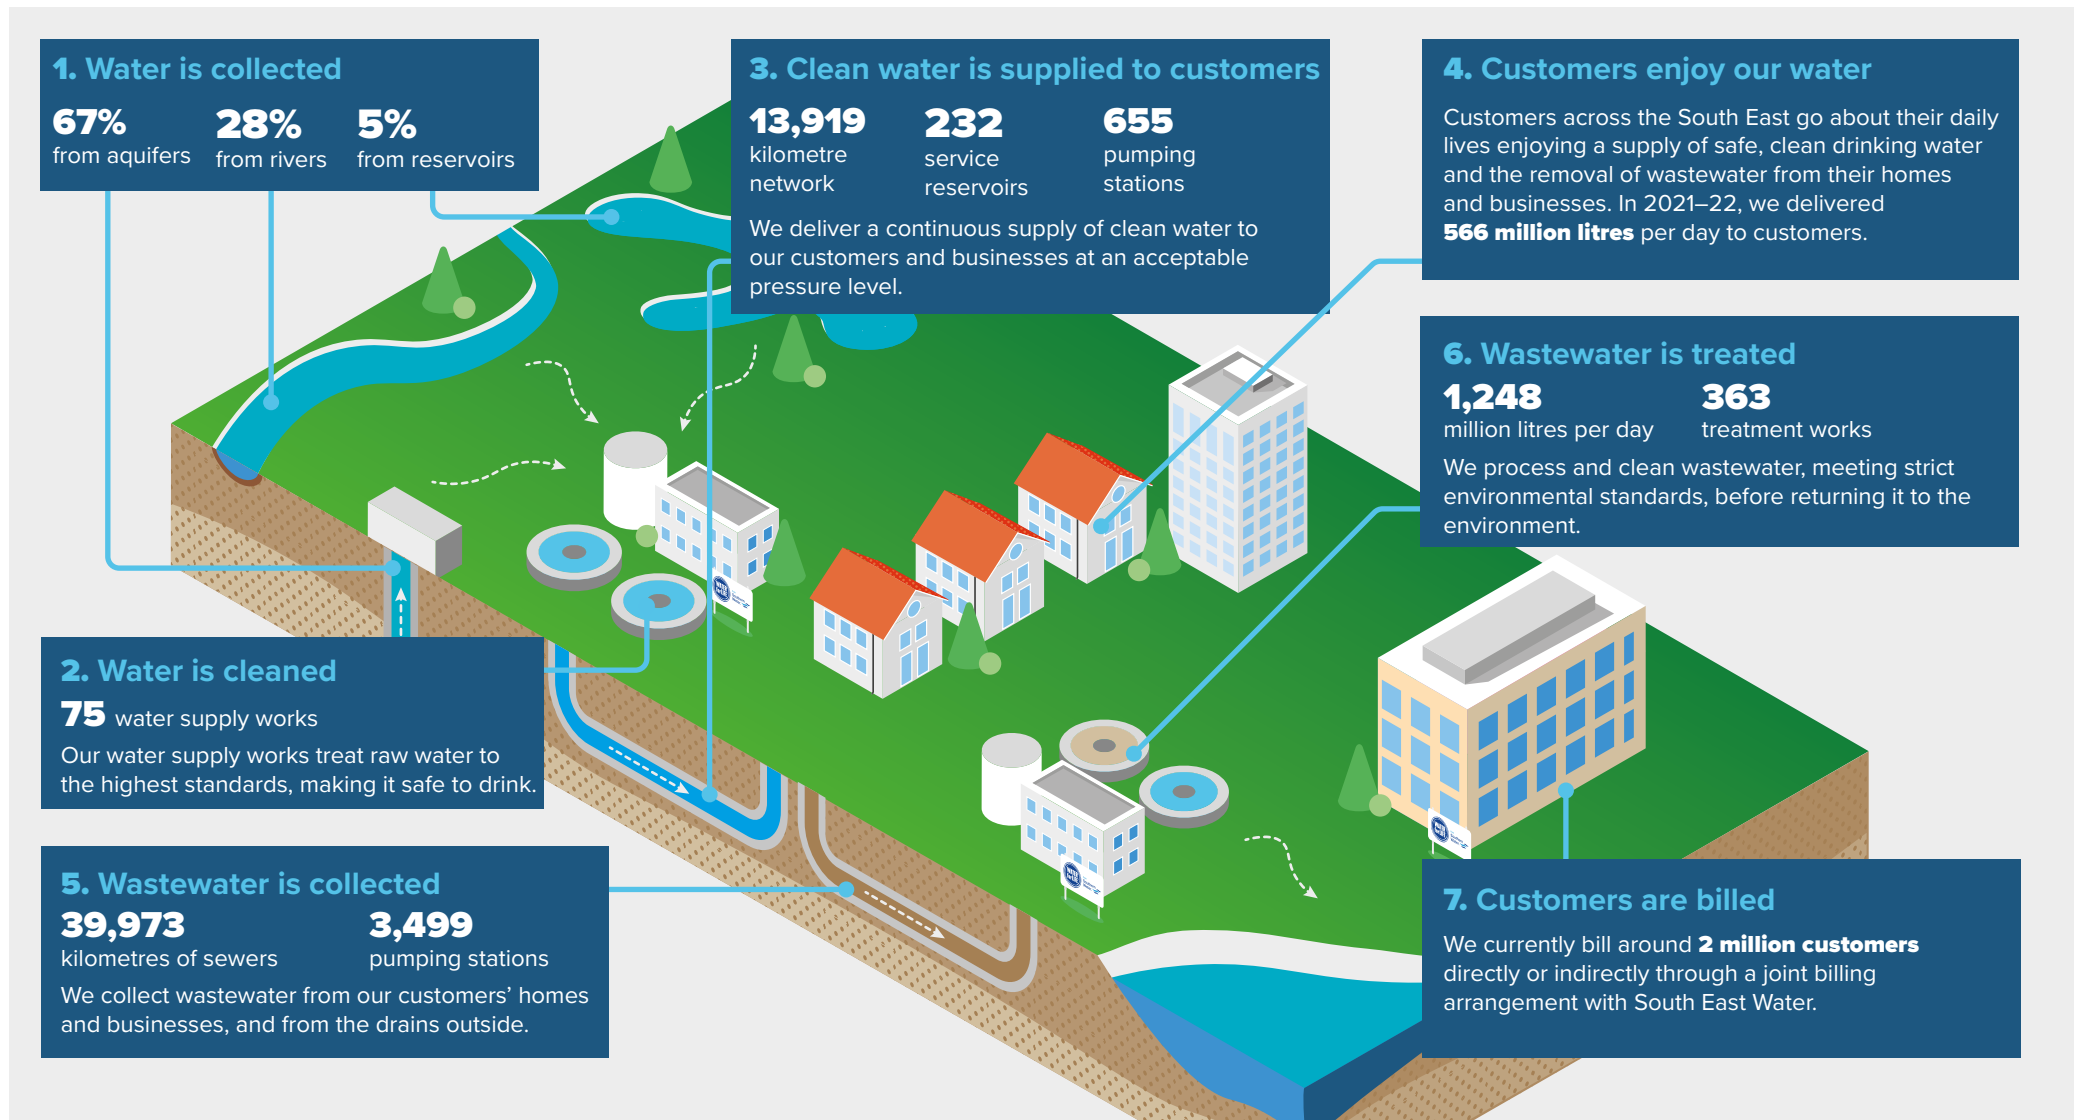 1. Water is collected
67%
from aquifers
28%
from rivers
5%
from reservoirs
3. Clean water is supplied to customers
13,919
kilometre
network
232
service
reservoirs
655
pumping
stations
We deliver a continuous supply of clean water to
our customers and businesses at an acceptable
pressure level.
4. Customers enjoy our water
Customers across the South East go about their daily
lives enjoying a supply of safe, clean drinking water
and the removal of wastewater from their homes
and businesses. In 2021–22, we delivered
566 million litres per day to customers.
6. Wastewater is treated
1,248
million litres per day
363
treatment works
We process and clean wastewater, meeting strict
environmental standards, before returning it to the
environment.
2. Water is cleaned
75 water supply works
Our water supply works treat raw water to
the highest standards, making it safe to drink.
5. Wastewater is collected
39,973
kilometres of sewers
3,499
pumping stations
We collect wastewater from our customers’ homes
and businesses, and from the drains outside.
7. Customers are billed
We currently bill around 2 million customers
directly or indirectly through a joint billing
arrangement with South East Water.